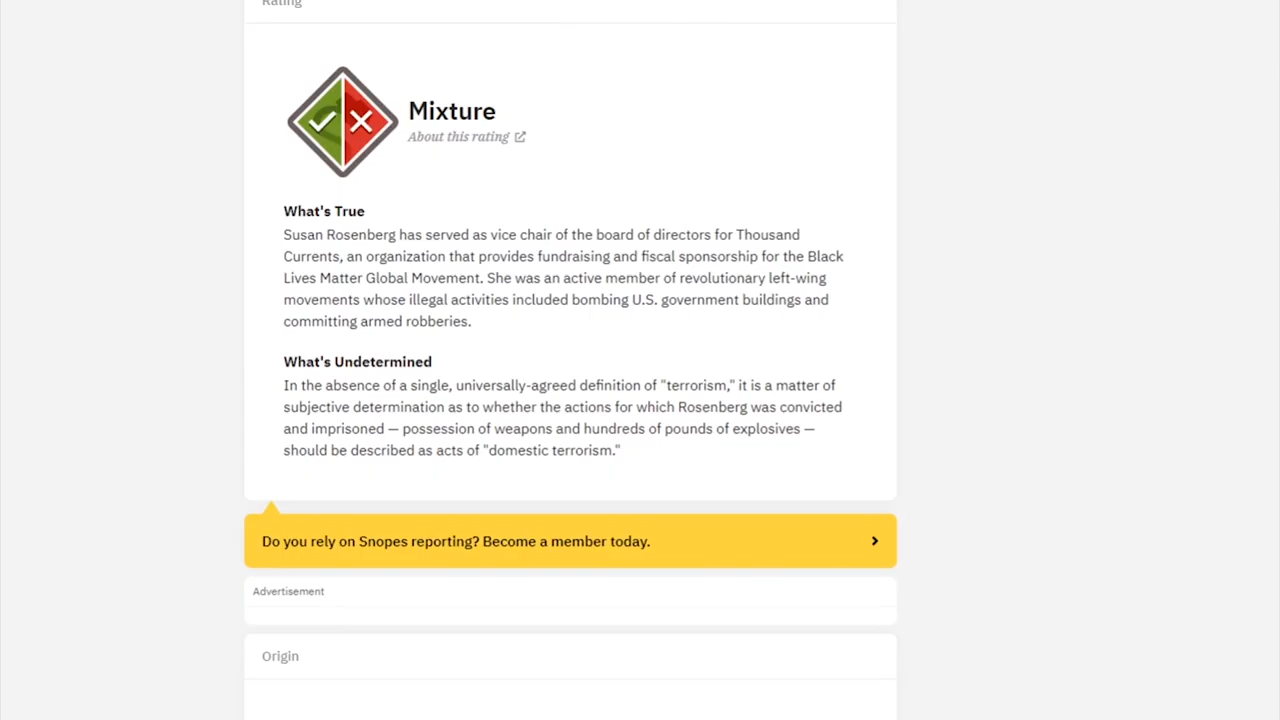 Rating
Mixture
About this rating
What's True
Susan Rosenberg has served as vice chair of the board of directors for Thousand
Currents, an organization that provides fundraising and fiscal sponsorship for the Black
Lives Matter Global Movement. She was an active member of revolutionary left-wing
movements whose illegal activities included bombing U.S. government buildings and
committing armed robberies.
What's Undetermined
In the absence of a single, universally-agreed definition of "terrorism," it is a matter of
subjective determination as to whether the actions for which Rosenberg was convicted
and imprisoned — possession of weapons and hundreds of pounds of explosives —
should be described as acts of "domestic terrorism."
Do you rely on Snopes reporting? Become a member today.
Advertisement
Origin